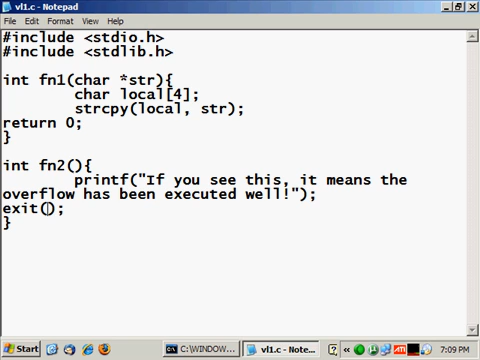 vl1.c - Notepad
File Edit Format View Help
#include <stdio.h>
#include <stdlib.h>
int fn1(char *str){
char local[4];
strcpy(local, str);
return 0;
}
int fn2(){
printf("If you see this, it means the
overflow has been executed well!");
exit();
}
Start C:\WINDOW... vl1.c - Note... ? « ATI 7:09 PM